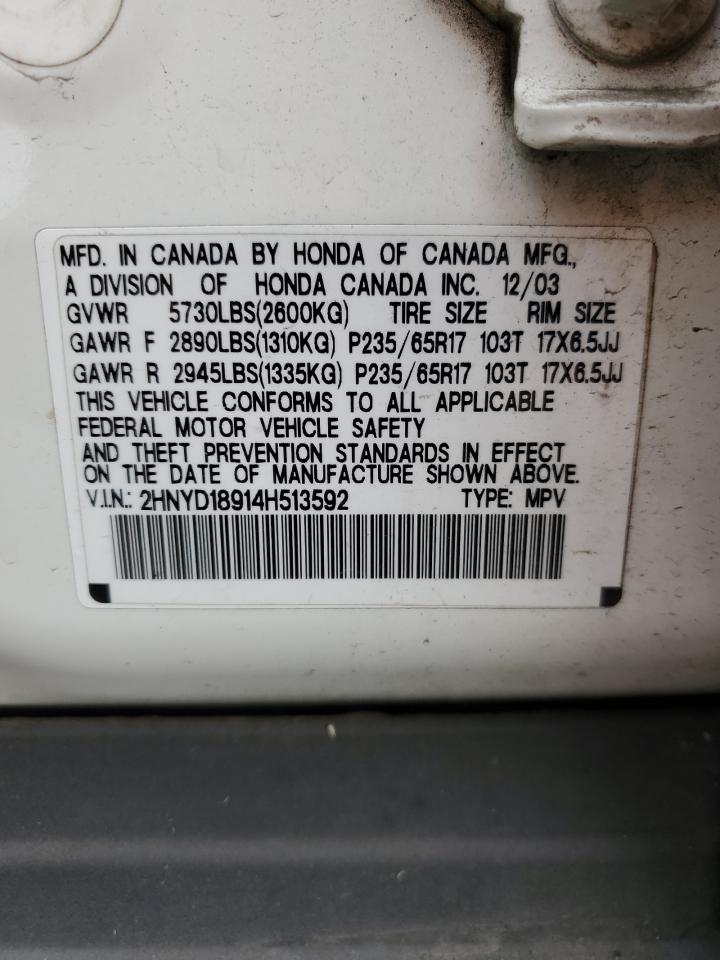 MFD. IN CANADA BY HONDA OF CANADA MFG.,
A DIVISION OF HONDA CANADA INC. 12/03
GVWR 5730LBS(2600KG) TIRE SIZE RIM SIZE
GAWR F 2890LBS(1310KG) P235/65R17 103T 17X6.5JJ
GAWR R 2945LBS(1335KG) P235/65R17 103T 17X6.5JJ
THIS VEHICLE CONFORMS TO ALL APPLICABLE
FEDERAL MOTOR VEHICLE SAFETY
AND THEFT PREVENTION STANDARDS IN EFFECT
ON THE DATE OF MANUFACTURE SHOWN ABOVE.
V.I.N.: 2HNYD18914H513592 TYPE: MPV